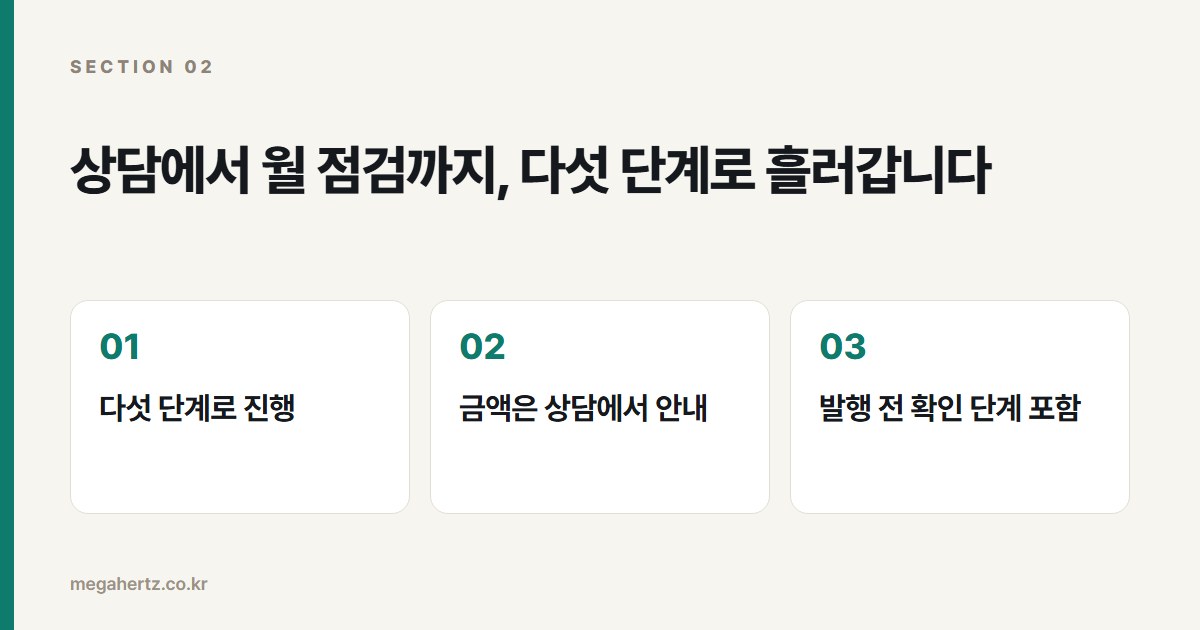 SECTION 02
상담에서 월 점검까지, 다섯 단계로 흘러갑니다
01
다섯 단계로 진행
02
금액은 상담에서 안내
03
발행 전 확인 단계 포함
megahertz.co.kr